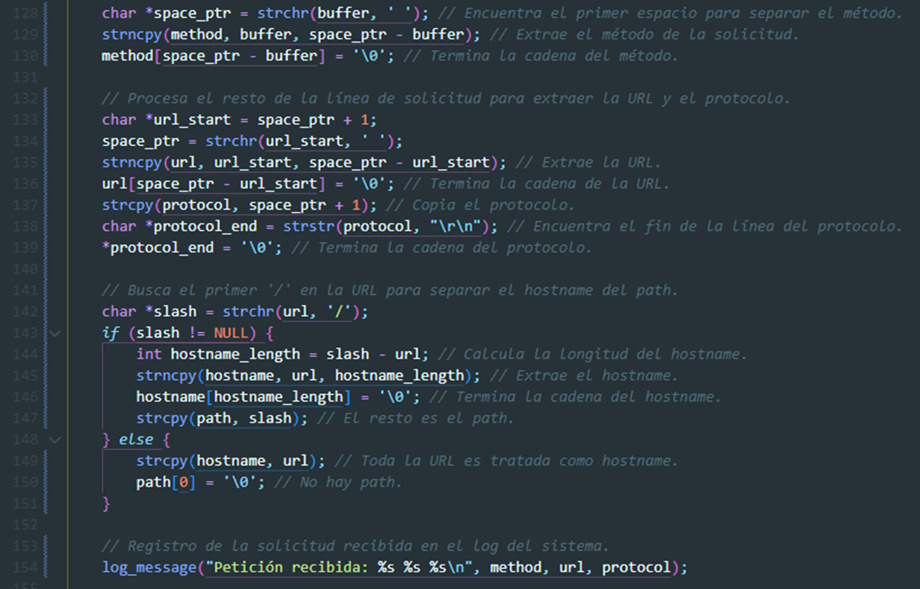 128 char *space_ptr = strchr(buffer, ' '); // Encuentra el primer espacio para separar el método.
129 strncpy(method, buffer, space_ptr - buffer); // Extrae el método de la solicitud.
130 method[space_ptr - buffer] = '\0'; // Termina la cadena del método.
131
132 // Procesa el resto de la línea de solicitud para extraer la URL y el protocolo.
133 char *url_start = space_ptr + 1;
134 space_ptr = strchr(url_start, ' ');
135 strncpy(url, url_start, space_ptr - url_start); // Extrae la URL.
136 url[space_ptr - url_start] = '\0'; // Termina la cadena de la URL.
137 strcpy(protocol, space_ptr + 1); // Copia el protocolo.
138 char *protocol_end = strstr(protocol, "\r\n"); // Encuentra el fin de la línea del protocolo.
139 *protocol_end = '\0'; // Termina la cadena del protocolo.
140
141 // Busca el primer '/' en la URL para separar el hostname del path.
142 char *slash = strchr(url, '/');
143 if (slash != NULL) {
144 int hostname_length = slash - url; // Calcula la longitud del hostname.
145 strncpy(hostname, url, hostname_length); // Extrae el hostname.
146 hostname[hostname_length] = '\0'; // Termina la cadena del hostname.
147 strcpy(path, slash); // El resto es el path.
148 } else {
149 strcpy(hostname, url); // Toda la URL es tratada como hostname.
150 path[0] = '\0'; // No hay path.
151 }
152
153 // Registro de la solicitud recibida en el log del sistema.
154 log_message("Petición recibida: %s %s %s\n", method, url, protocol);
155